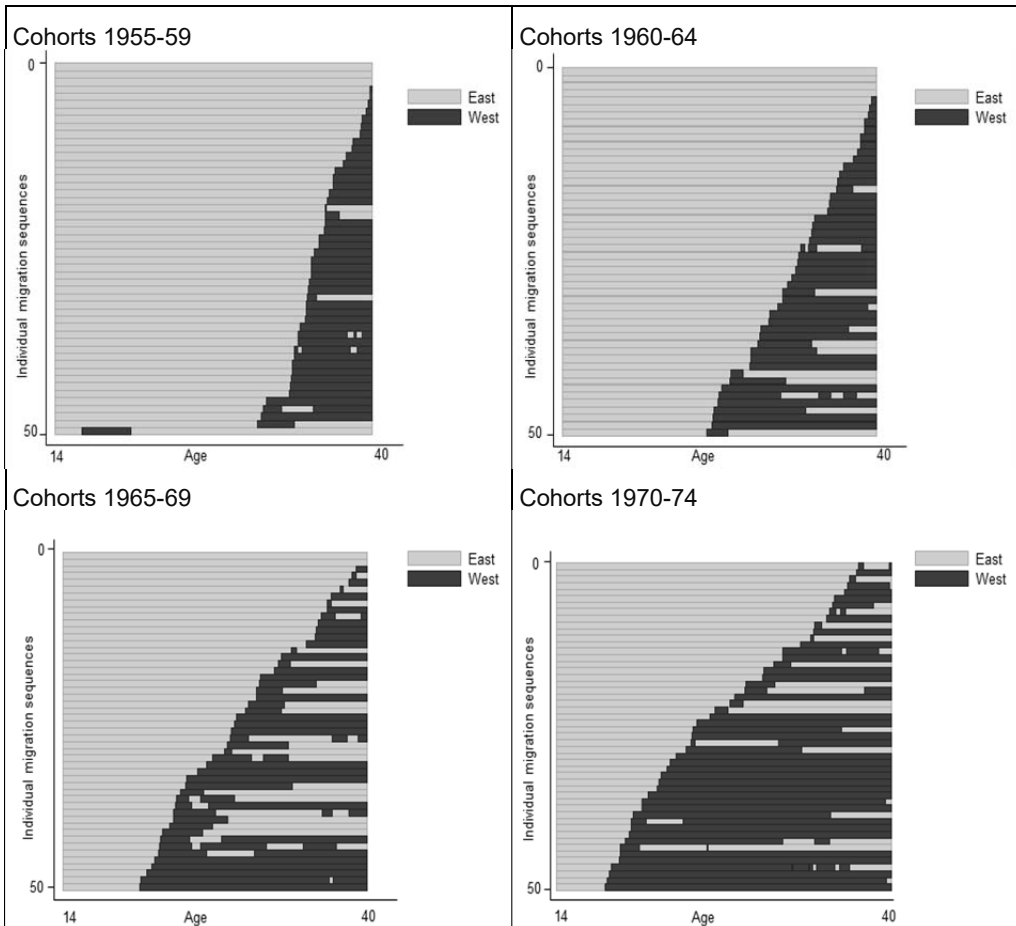 Cohorts 1955-59
0
East
West
Individual migration sequences
50
14
Age
40
Cohorts 1960-64
0
East
West
Individual migration sequences
50
14
Age
40
Cohorts 1965-69
0
East
West
Individual migration sequences
50
14
Age
40
Cohorts 1970-74
0
East
West
Individual migration sequences
50
14
Age
40